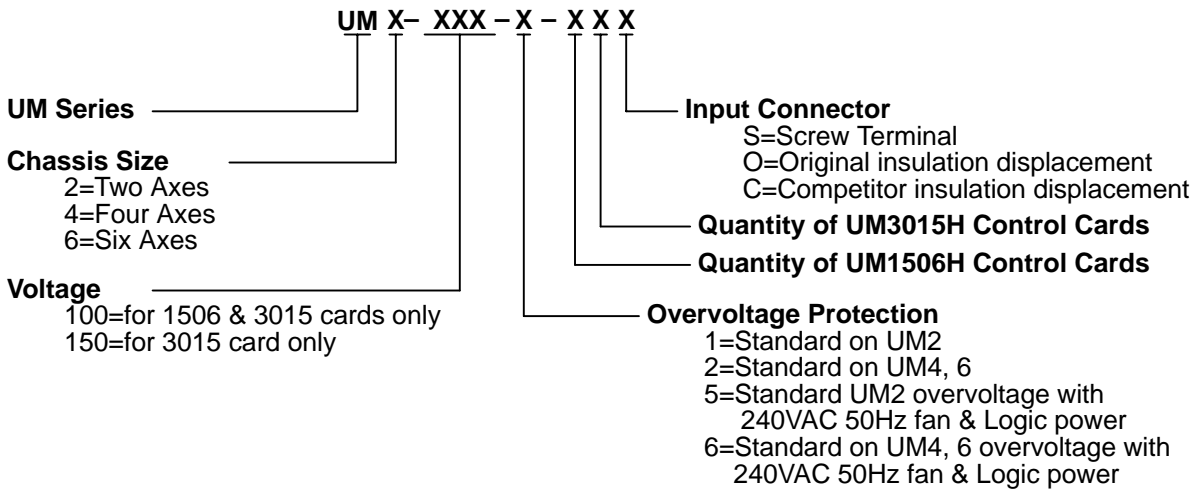 UM X– XXX – X – X X X
UM Series
Chassis Size
2=Two Axes
4=Four Axes
6=Six Axes
Voltage
100=for 1506 & 3015 cards only
150=for 3015 card only
Input Connector
S=Screw Terminal
O=Original insulation displacement
C=Competitor insulation displacement
Quantity of UM3015H Control Cards
Quantity of UM1506H Control Cards
Overvoltage Protection
1=Standard on UM2
2=Standard on UM4, 6
5=Standard UM2 overvoltage with
240VAC 50Hz fan & Logic power
6=Standard on UM4, 6 overvoltage with
240VAC 50Hz fan & Logic power